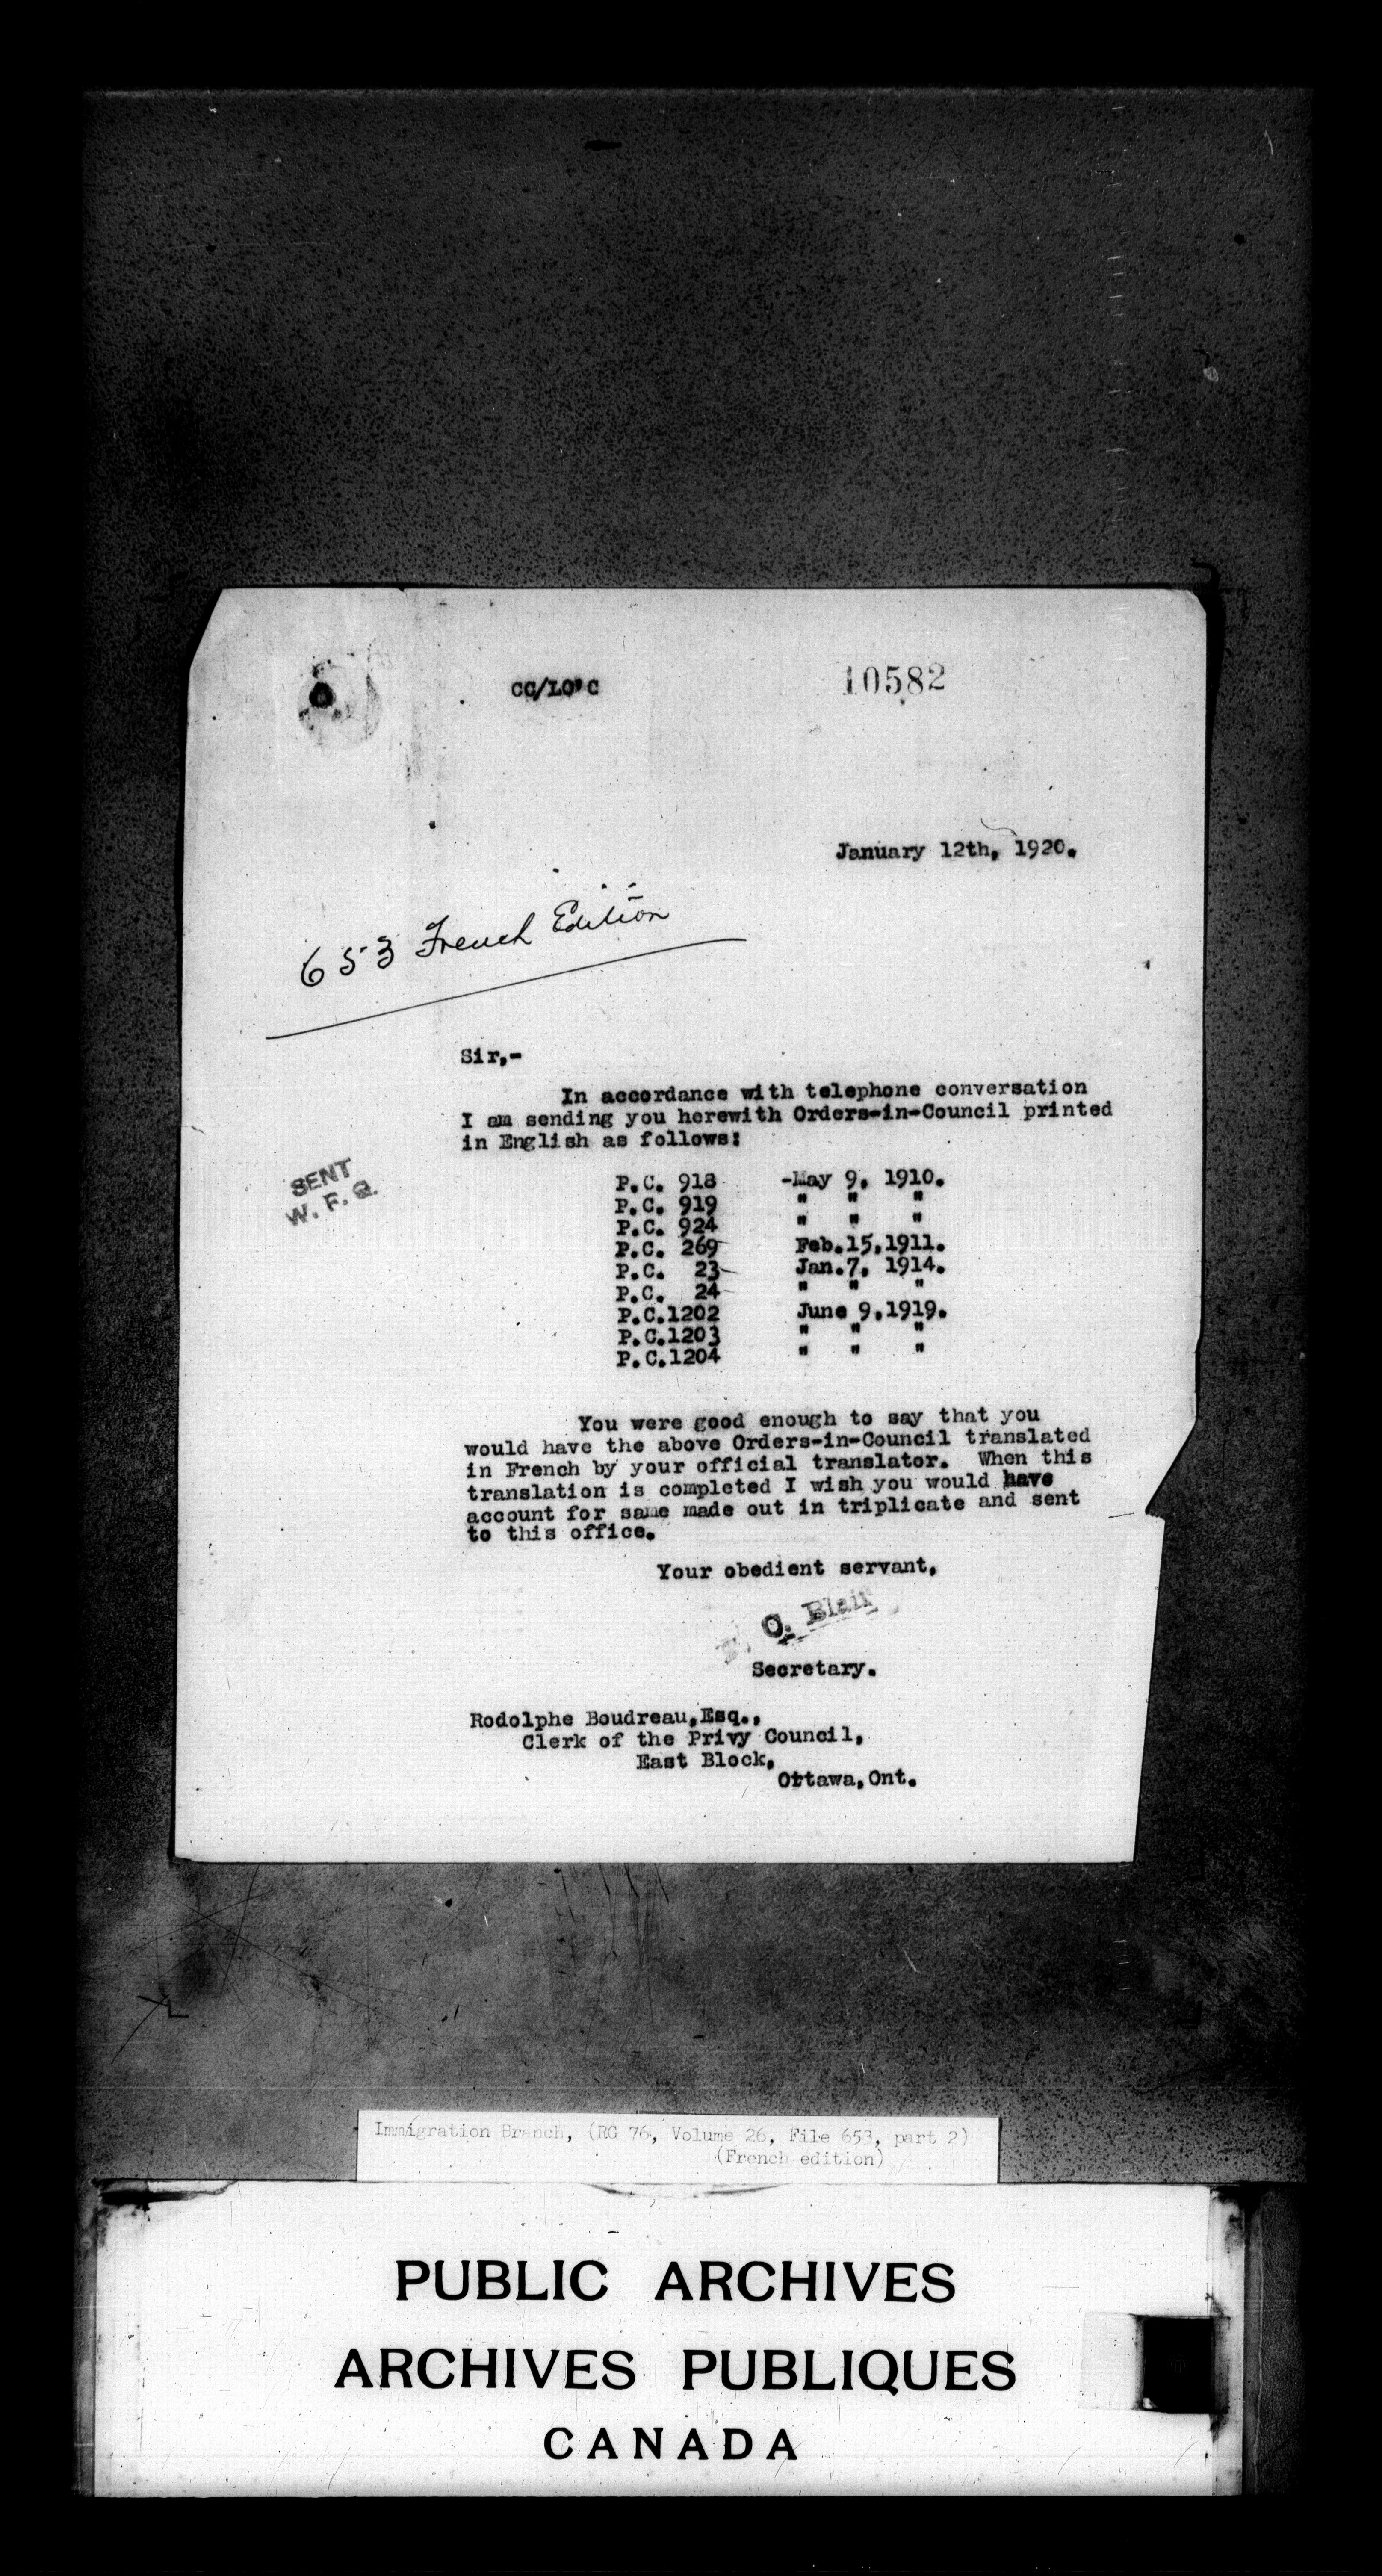 CC/LO'C
10582
January 12th, 1920.
653 French Edition
Sir,-
In accordance with telephone conversation
I am sending you herewith Orders-in-Council printed
in English as follows:
SENT
W. F. G.
P.C. 918 -May 9, 1910.
P.C. 919 " " "
P.C. 924 " " "
P.C. 269 Feb.15,1911.
P.C. 23- Jan.7, 1914.
P.C. 24- " " "
P.C.1202 June 9,1919.
P.C.1203 " " "
P.C.1204 " " "
You were good enough to say that you
would have the above Orders-in-Council translated
in French by your official translator. When this
translation is completed I wish you would have
account for same made out in triplicate and sent
to this office.
Your obedient servant,
C. Blair
Secretary.
Rodolphe Boudreau,Esq.,
Clerk of the Privy Council,
East Block,
Ottawa,Ont.
Immigration Branch, (RG 76, Volume 26, File 653, part 2)
(French edition)
PUBLIC ARCHIVES
ARCHIVES PUBLIQUES
CANADA